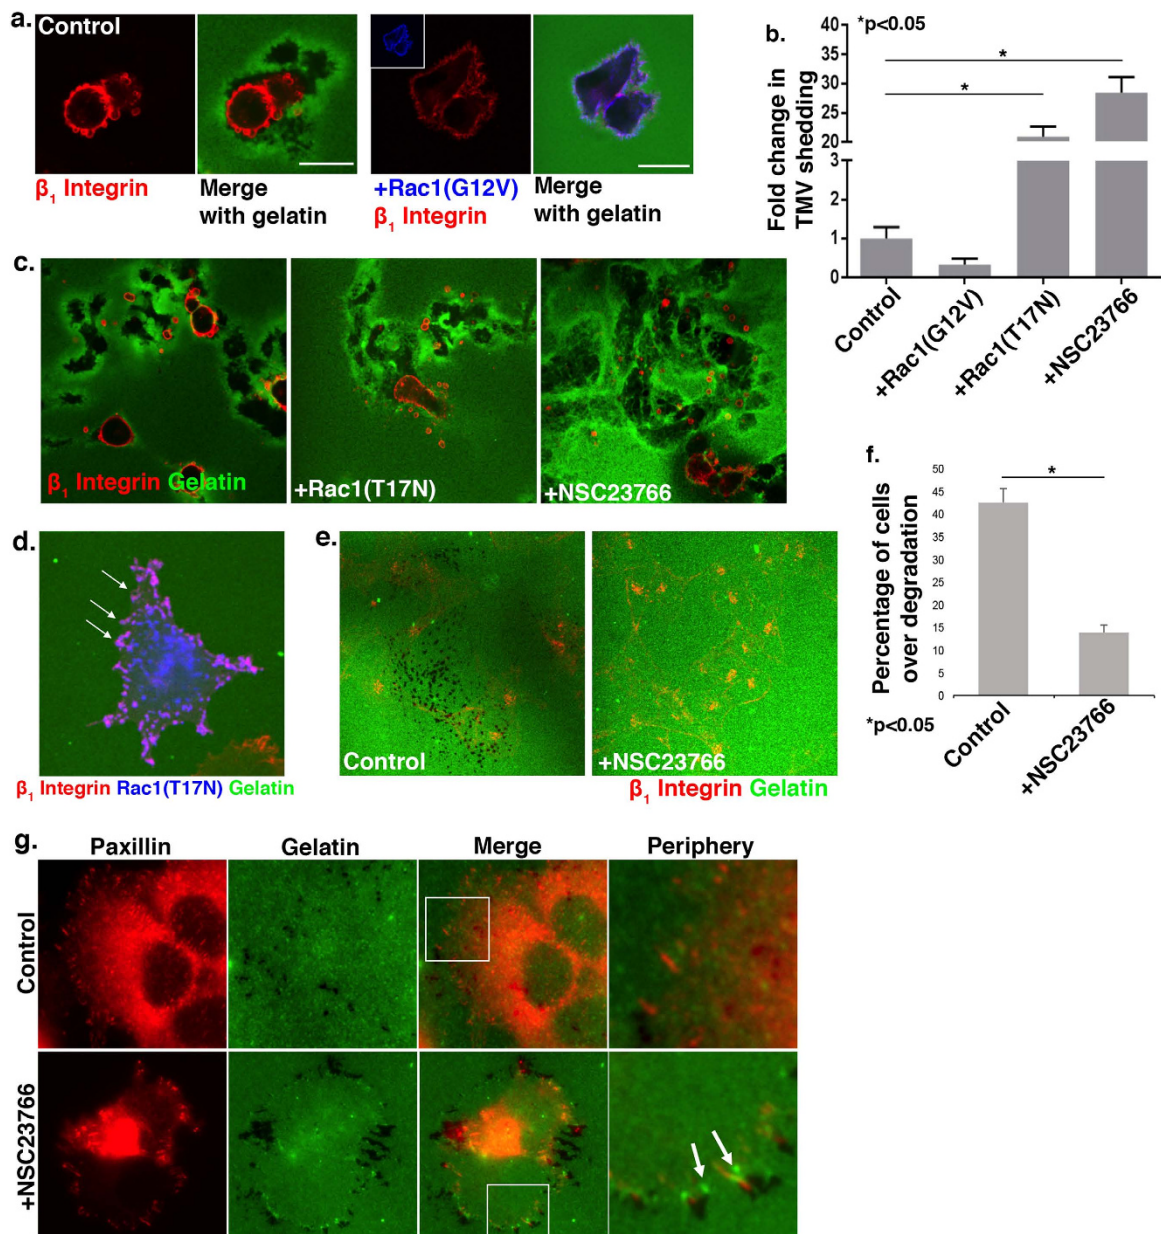 a.
Control
β₁ Integrin
Merge
with gelatin
+Rac1(G12V)
β₁ Integrin
Merge
with gelatin
b.
*p<0.05
Fold change in
TMV shedding
40
35
30
25
20
3
2
1
0
*
*
Control
+Rac1(G12V)
+Rac1(T17N)
+NSC23766
c.
β₁ Integrin Gelatin
+Rac1(T17N)
+NSC23766
d.
β₁ Integrin Rac1(T17N) Gelatin
e.
Control
+NSC23766
β₁ Integrin Gelatin
f.
Percentage of cells
over degradation
50
45
40
35
30
25
20
15
10
5
0
*
*p<0.05
Control
+NSC23766
g.
Paxillin Gelatin Merge Periphery
Control
+NSC23766